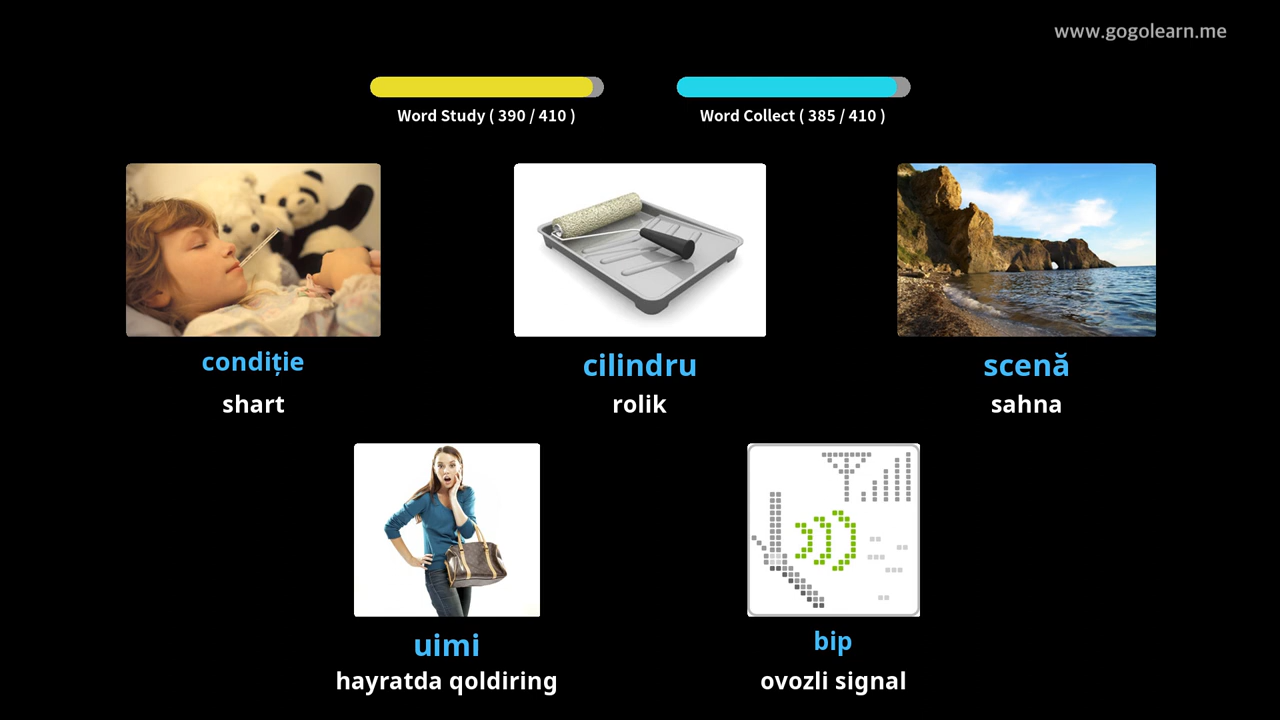 www.gogolearn.me
Word Study ( 390 / 410 )
Word Collect ( 385 / 410 )
condiție
cilindru
scenă
shart
rolik
sahna
uimi
bip
hayratda qoldiring
ovozli signal